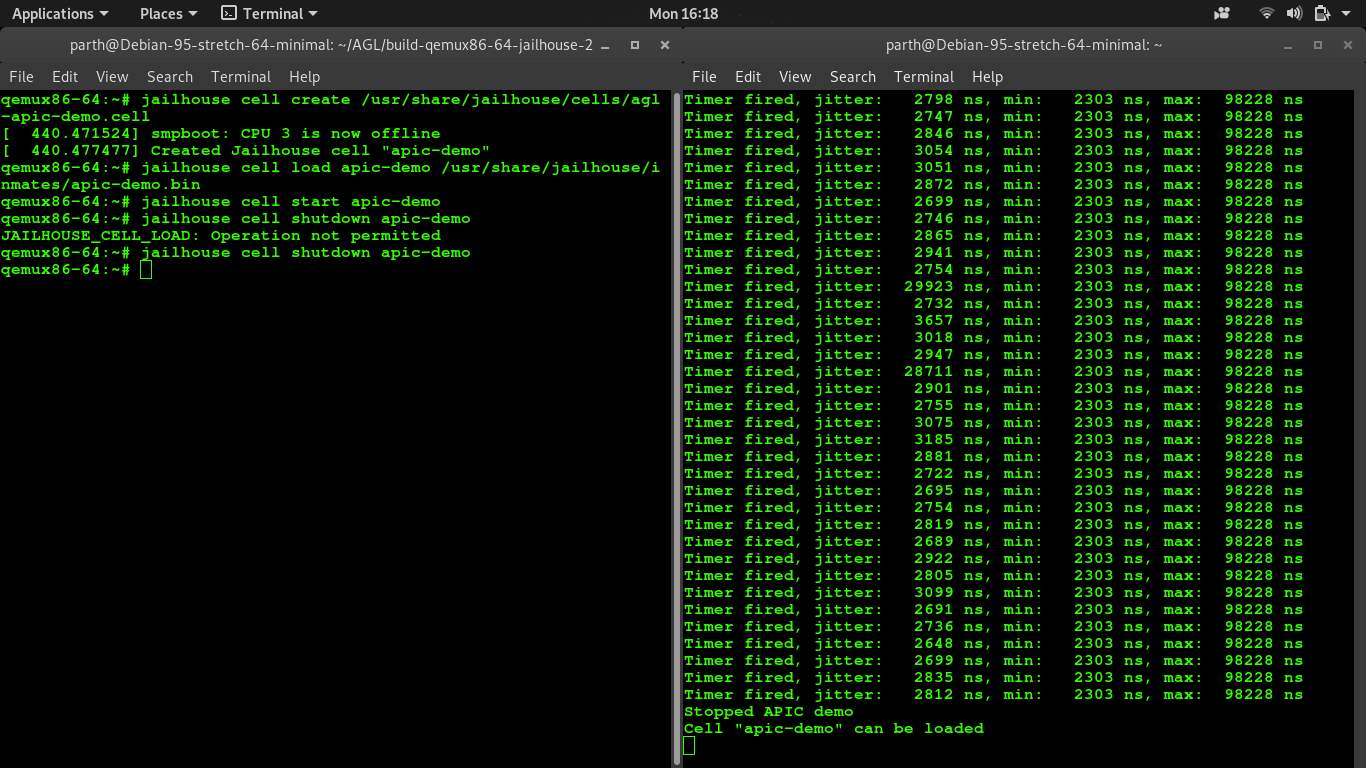 Applications Places Terminal Mon 16:18
parth@Debian-95-stretch-64-minimal: ~/AGL/build-qemux86-64-jailhouse-2
File Edit View Search Terminal Help
qemux86-64:~# jailhouse cell create /usr/share/jailhouse/cells/agl
-apic-demo.cell
[  440.471524] smpboot: CPU 3 is now offline
[  440.477477] Created Jailhouse cell "apic-demo"
qemux86-64:~# jailhouse cell load apic-demo /usr/share/jailhouse/i
nmates/apic-demo.bin
qemux86-64:~# jailhouse cell start apic-demo
qemux86-64:~# jailhouse cell shutdown apic-demo
JAILHOUSE_CELL_LOAD: Operation not permitted
qemux86-64:~# jailhouse cell shutdown apic-demo
qemux86-64:~#
parth@Debian-95-stretch-64-minimal: ~
File Edit View Search Terminal Help
Timer fired, jitter:   2798 ns, min:   2303 ns, max:  98228 ns
Timer fired, jitter:   2747 ns, min:   2303 ns, max:  98228 ns
Timer fired, jitter:   2846 ns, min:   2303 ns, max:  98228 ns
Timer fired, jitter:   3054 ns, min:   2303 ns, max:  98228 ns
Timer fired, jitter:   3051 ns, min:   2303 ns, max:  98228 ns
Timer fired, jitter:   2872 ns, min:   2303 ns, max:  98228 ns
Timer fired, jitter:   2699 ns, min:   2303 ns, max:  98228 ns
Timer fired, jitter:   2746 ns, min:   2303 ns, max:  98228 ns
Timer fired, jitter:   2865 ns, min:   2303 ns, max:  98228 ns
Timer fired, jitter:   2941 ns, min:   2303 ns, max:  98228 ns
Timer fired, jitter:   2754 ns, min:   2303 ns, max:  98228 ns
Timer fired, jitter:  29923 ns, min:   2303 ns, max:  98228 ns
Timer fired, jitter:   2732 ns, min:   2303 ns, max:  98228 ns
Timer fired, jitter:   3657 ns, min:   2303 ns, max:  98228 ns
Timer fired, jitter:   3018 ns, min:   2303 ns, max:  98228 ns
Timer fired, jitter:   2947 ns, min:   2303 ns, max:  98228 ns
Timer fired, jitter:  28711 ns, min:   2303 ns, max:  98228 ns
Timer fired, jitter:   2901 ns, min:   2303 ns, max:  98228 ns
Timer fired, jitter:   2755 ns, min:   2303 ns, max:  98228 ns
Timer fired, jitter:   3075 ns, min:   2303 ns, max:  98228 ns
Timer fired, jitter:   3185 ns, min:   2303 ns, max:  98228 ns
Timer fired, jitter:   2881 ns, min:   2303 ns, max:  98228 ns
Timer fired, jitter:   2722 ns, min:   2303 ns, max:  98228 ns
Timer fired, jitter:   2695 ns, min:   2303 ns, max:  98228 ns
Timer fired, jitter:   2754 ns, min:   2303 ns, max:  98228 ns
Timer fired, jitter:   2819 ns, min:   2303 ns, max:  98228 ns
Timer fired, jitter:   2689 ns, min:   2303 ns, max:  98228 ns
Timer fired, jitter:   2922 ns, min:   2303 ns, max:  98228 ns
Timer fired, jitter:   2805 ns, min:   2303 ns, max:  98228 ns
Timer fired, jitter:   3099 ns, min:   2303 ns, max:  98228 ns
Timer fired, jitter:   2691 ns, min:   2303 ns, max:  98228 ns
Timer fired, jitter:   2736 ns, min:   2303 ns, max:  98228 ns
Timer fired, jitter:   2648 ns, min:   2303 ns, max:  98228 ns
Timer fired, jitter:   2699 ns, min:   2303 ns, max:  98228 ns
Timer fired, jitter:   2835 ns, min:   2303 ns, max:  98228 ns
Timer fired, jitter:   2812 ns, min:   2303 ns, max:  98228 ns
Stopped APIC demo
Cell "apic-demo" can be loaded